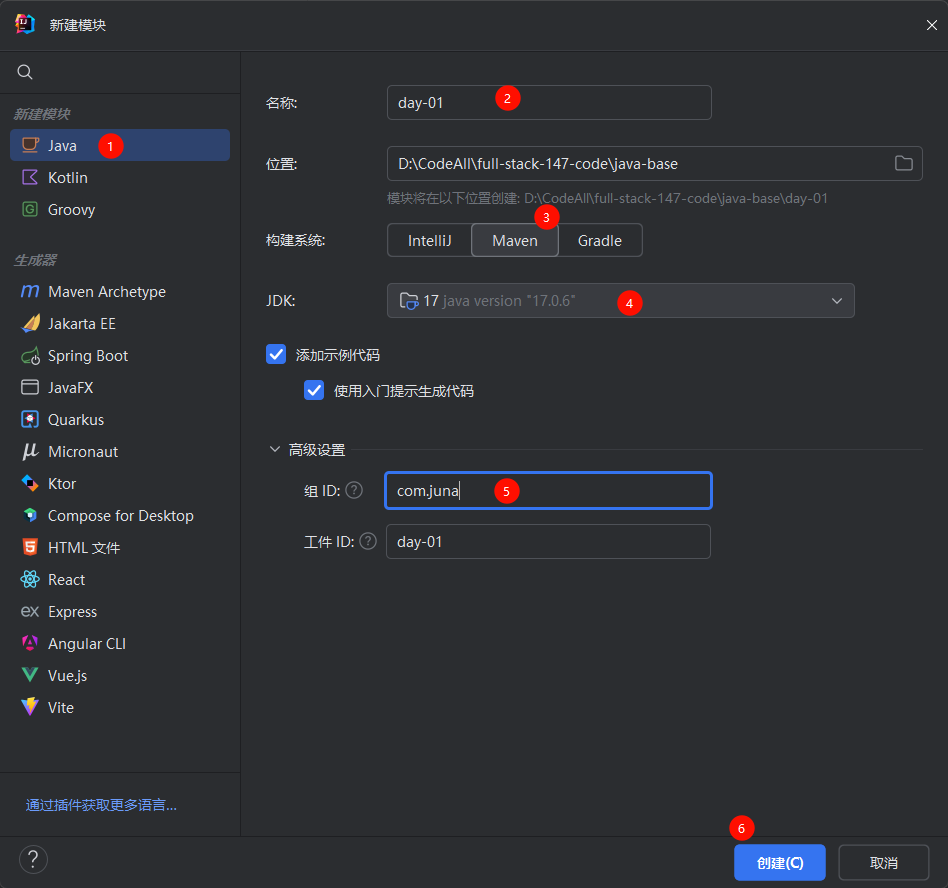 新建模块
新建模块
Java 1
Kotlin
Groovy
生成器
Maven Archetype
Jakarta EE
Spring Boot
JavaFX
Quarkus
Micronaut
Ktor
Compose for Desktop
HTML 文件
React
Express
Angular CLI
Vue.js
Vite
通过插件获取更多语言...
?
名称: day-01 2
位置: D:\CodeAll\full-stack-147-code\java-base
模块将在以下位置创建: D:\CodeAll\full-stack-147-code\java-base\day-01
3
构建系统: IntelliJ Maven Gradle
JDK: 17 java version "17.0.6" 4
添加示例代码
使用入门提示生成代码
高级设置
组 ID: ? com.juna 5
工件 ID: ? day-01
6
创建(C) 取消